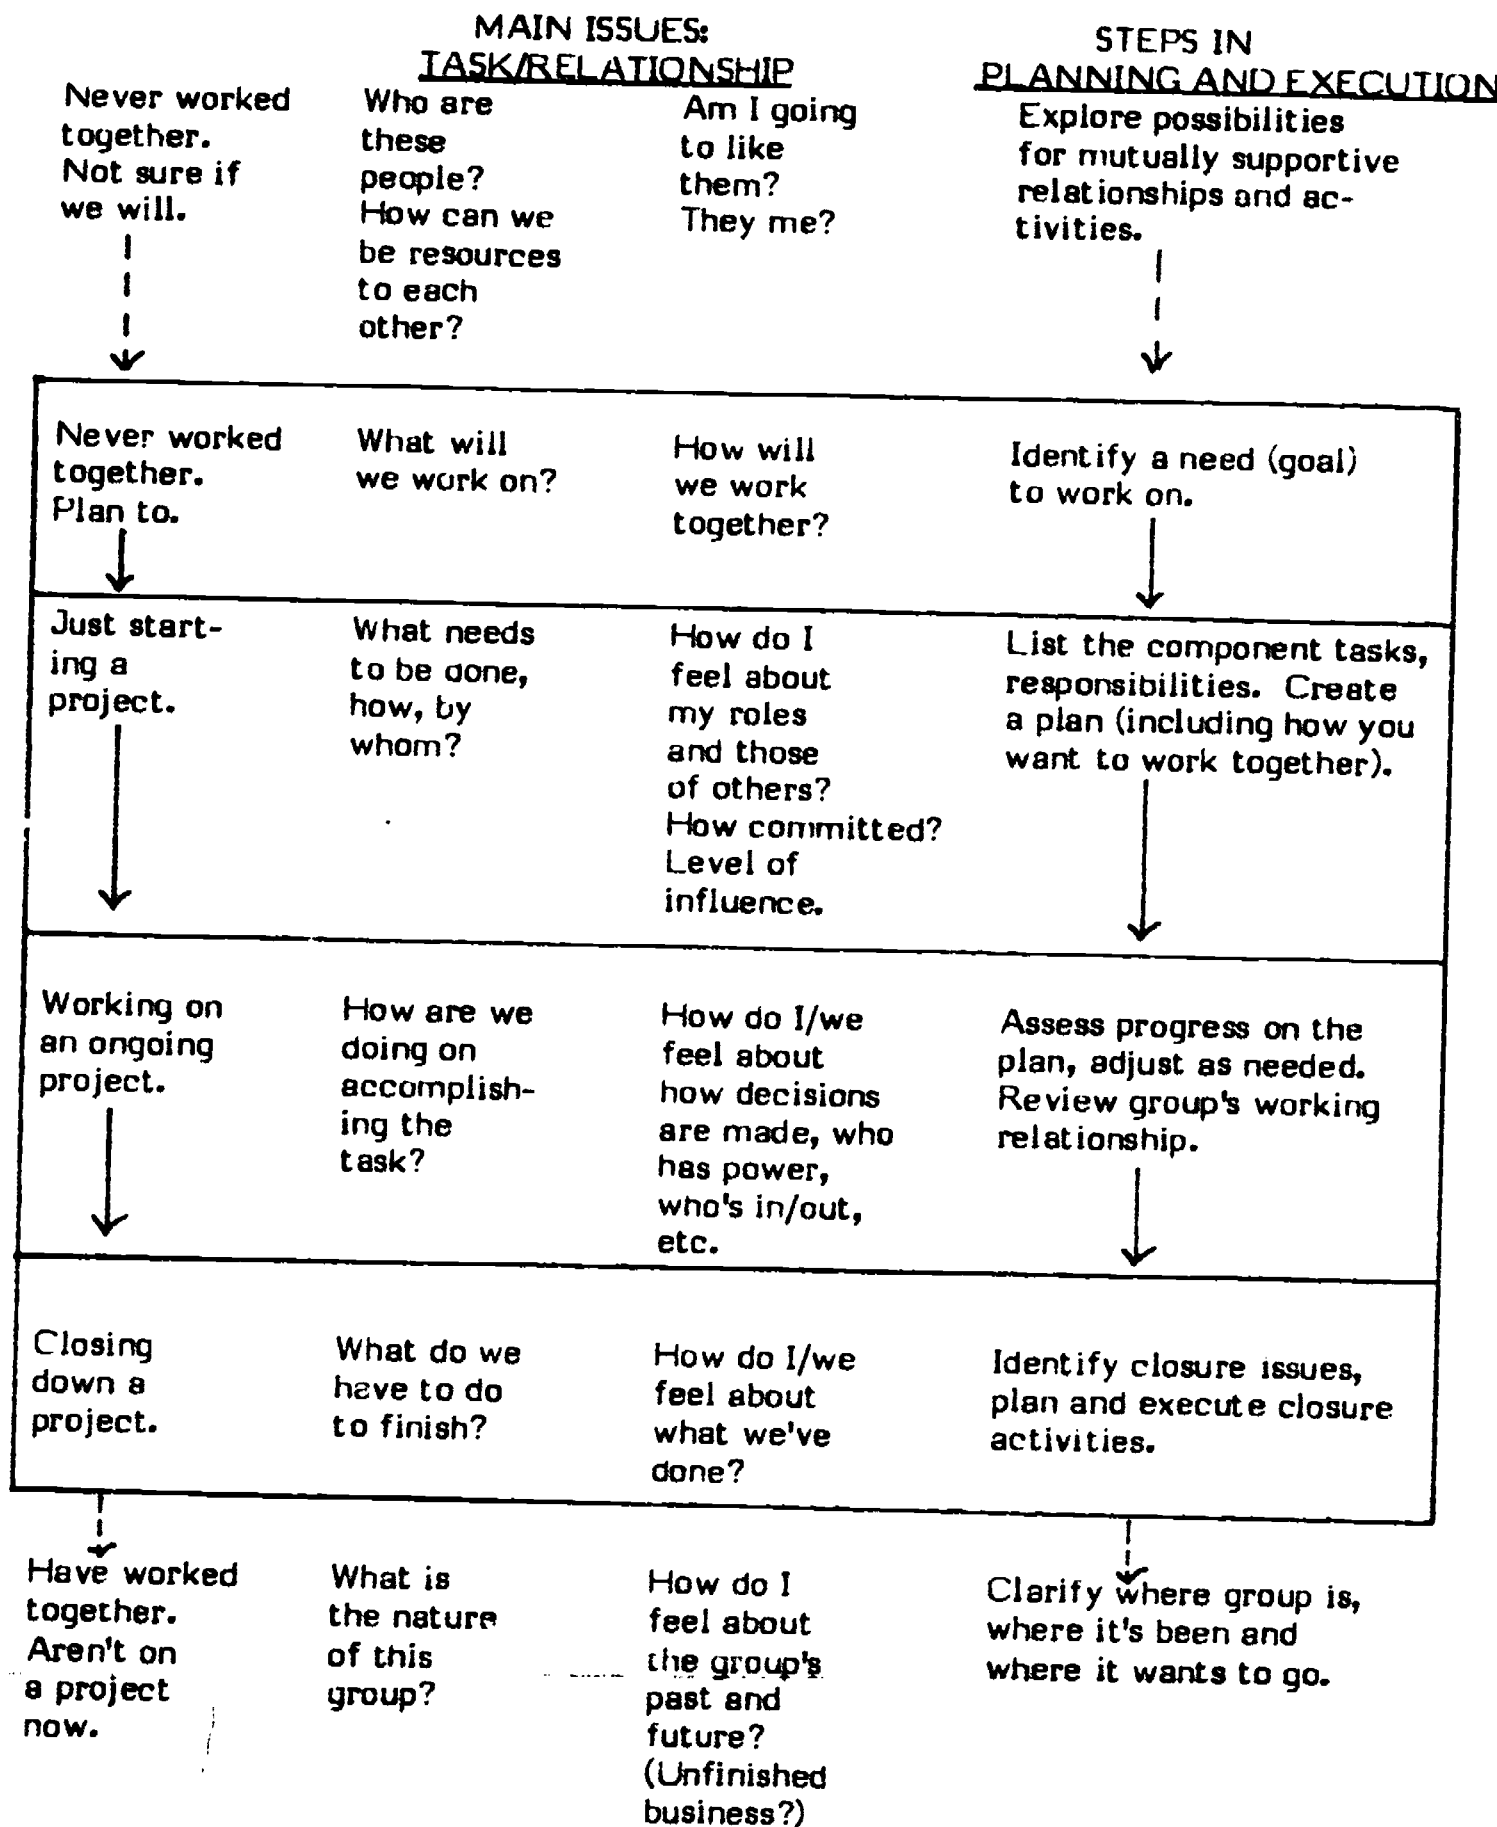 MAIN ISSUES:
TASK/RELATIONSHIP
STEPS IN
PLANNING AND EXECUTION
Never worked
together.
Not sure if
we will.
Who are
these
people?
How can we
be resources
to each
other?
Am I going
to like
them?
They me?
Explore possibilities
for mutually supportive
relationships and ac-
tivities.
Never worked
together.
Plan to.
What will
we work on?
How will
we work
together?
Identify a need (goal)
to work on.
Just start-
ing a
project.
What needs
to be done,
how, by
whom?
How do I
feel about
my roles
and those
of others?
How committed?
Level of
influence.
List the component tasks,
responsibilities. Create
a plan (including how you
want to work together).
Working on
an ongoing
project.
How are we
doing on
accomplish-
ing the
task?
How do I/we
feel about
how decisions
are made, who
has power,
who's in/out,
etc.
Assess progress on the
plan, adjust as needed.
Review group's working
relationship.
Closing
down a
project.
What do we
have to do
to finish?
How do I/we
feel about
what we've
done?
Identify closure issues,
plan and execute closure
activities.
Have worked
together.
Aren't on
a project
now.
What is
the nature
of this
group?
How do I
feel about
the group's
past and
future?
(Unfinished
business?)
Clarify where group is,
where it's been and
where it wants to go.